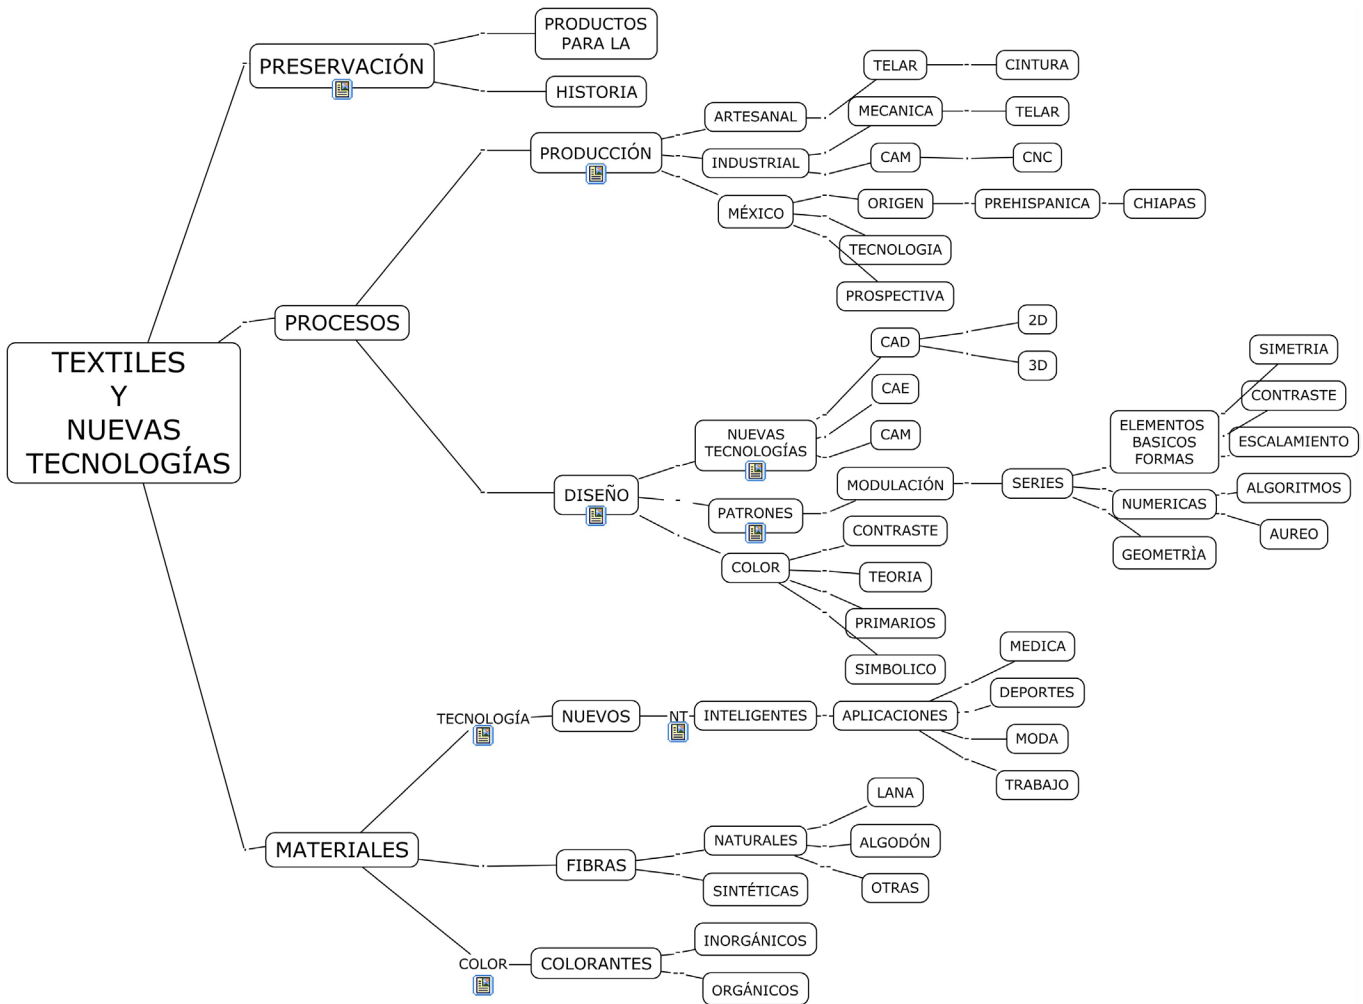 PRODUCTOS
PARA LA
PRESERVACIÓN
HISTORIA
TELAR
CINTURA
ARTESANAL
MECANICA
TELAR
PRODUCCIÓN
INDUSTRIAL
CAM
CNC
MÉXICO
ORIGEN
PREHISPANICA
CHIAPAS
TECNOLOGIA
PROSPECTIVA
PROCESOS
TEXTILES
Y
NUEVAS
TECNOLOGÍAS
CAD
2D
3D
CAE
CAM
NUEVAS
TECNOLOGÍAS
DISEÑO
PATRONES
MODULACIÓN
SERIES
ELEMENTOS
BASICOS
FORMAS
SIMETRIA
CONTRASTE
ESCALAMIENTO
NUMERICAS
ALGORITMOS
AUREO
GEOMETRÌA
COLOR
CONTRASTE
TEORIA
PRIMARIOS
SIMBOLICO
TECNOLOGÍA
NUEVOS
NT
INTELIGENTES
APLICACIONES
MEDICA
DEPORTES
MODA
TRABAJO
MATERIALES
FIBRAS
NATURALES
LANA
ALGODÓN
OTRAS
SINTÉTICAS
COLOR
COLORANTES
INORGÁNICOS
ORGÁNICOS